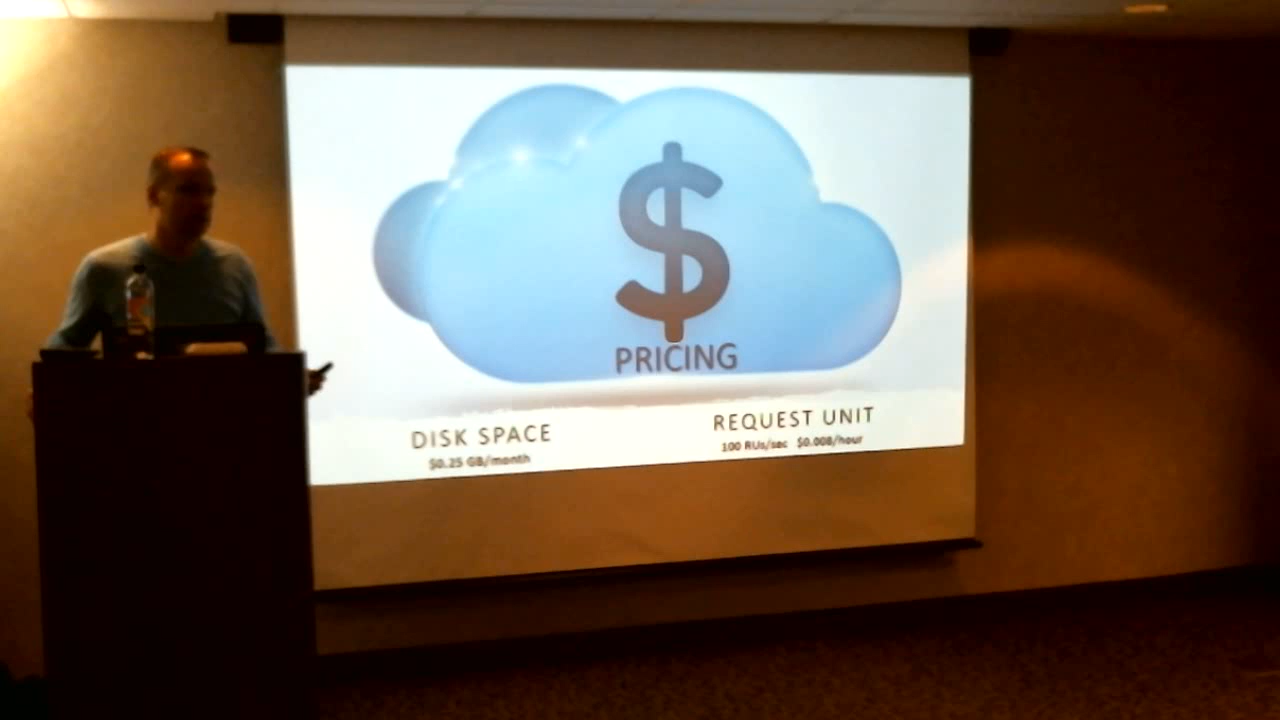 $
PRICING
DISK SPACE
$0.25 GB/month
REQUEST UNIT
100 RUs/sec $0.008/hour